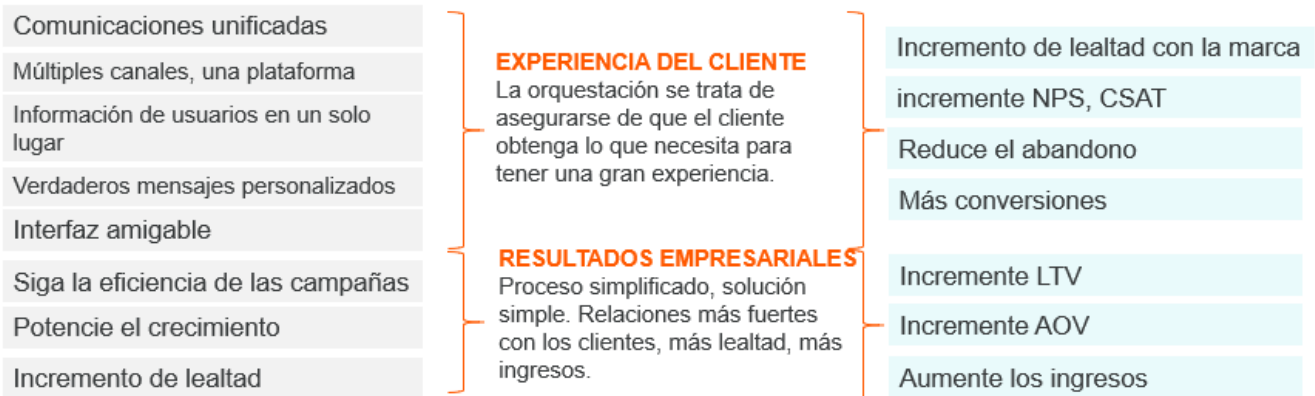 Comunicaciones unificadas
Múltiples canales, una plataforma
Información de usuarios en un solo
lugar
Verdaderos mensajes personalizados
Interfaz amigable
Siga la eficiencia de las campañas
Potencie el crecimiento
Incremento de lealtad
EXPERIENCIA DEL CLIENTE
La orquestación se trata de
asegurarse de que el cliente
obtenga lo que necesita para
tener una gran experiencia.
RESULTADOS EMPRESARIALES
Proceso simplificado, solución
simple. Relaciones más fuertes
con los clientes, más lealtad, más
ingresos.
Incremento de lealtad con la marca
incremente NPS, CSAT
Reduce el abandono
Más conversiones
Incremente LTV
Incremente AOV
Aumente los ingresos